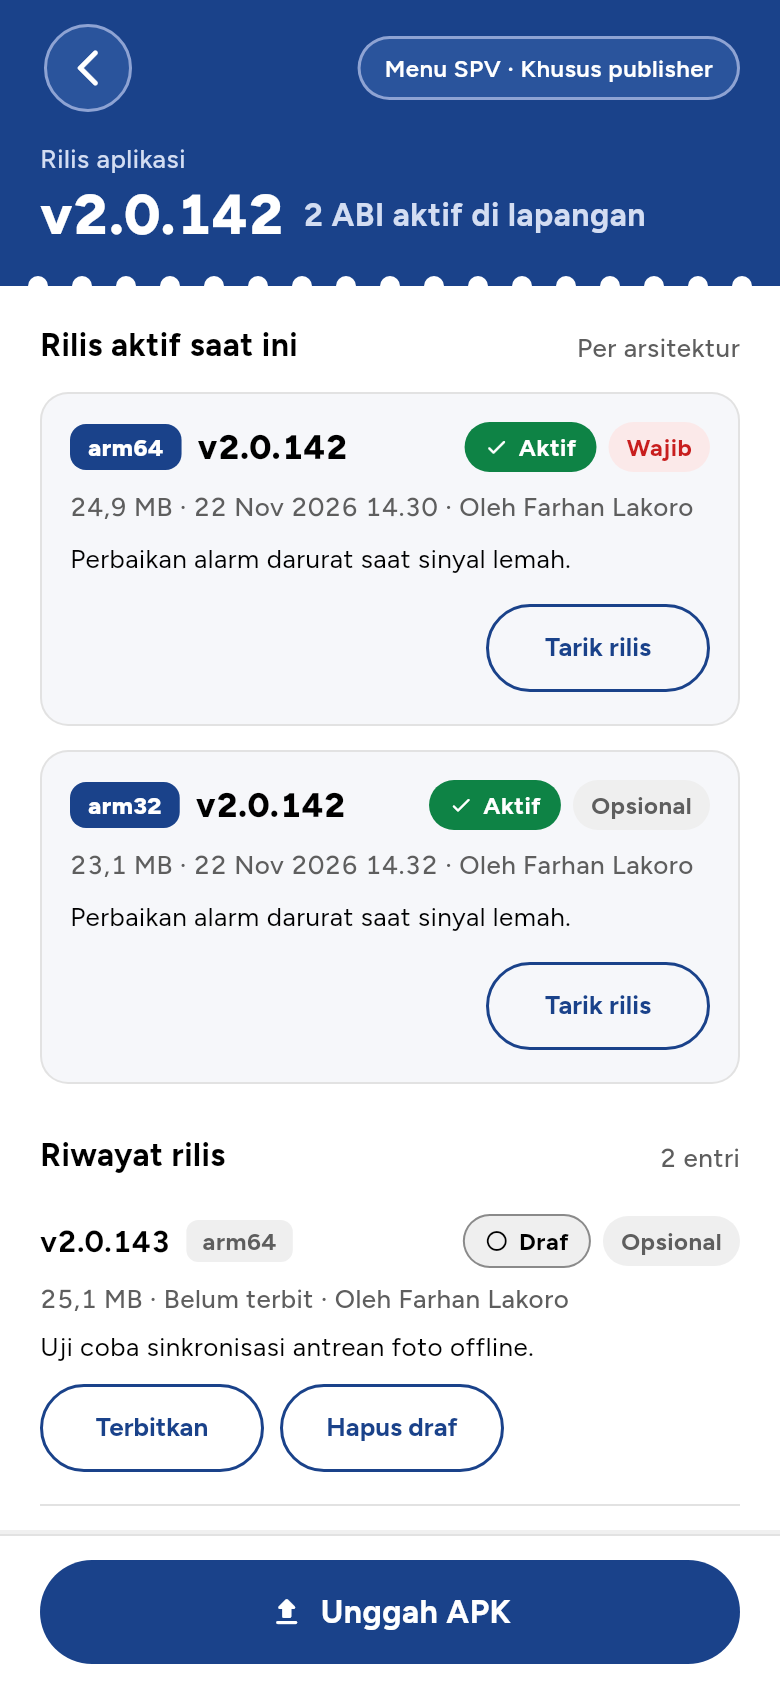 Menu SPV · Khusus publisher
Rilis aplikasi
v2.0.142 2 ABI aktif di lapangan
Rilis aktif saat ini Per arsitektur
arm64 v2.0.142 Aktif Wajib
24,9 MB · 22 Nov 2026 14.30 · Oleh Farhan Lakoro
Perbaikan alarm darurat saat sinyal lemah.
Tarik rilis
arm32 v2.0.142 Aktif Opsional
23,1 MB · 22 Nov 2026 14.32 · Oleh Farhan Lakoro
Perbaikan alarm darurat saat sinyal lemah.
Tarik rilis
Riwayat rilis 2 entri
v2.0.143 arm64 Draf Opsional
25,1 MB · Belum terbit · Oleh Farhan Lakoro
Uji coba sinkronisasi antrean foto offline.
Terbitkan Hapus draf
Unggah APK